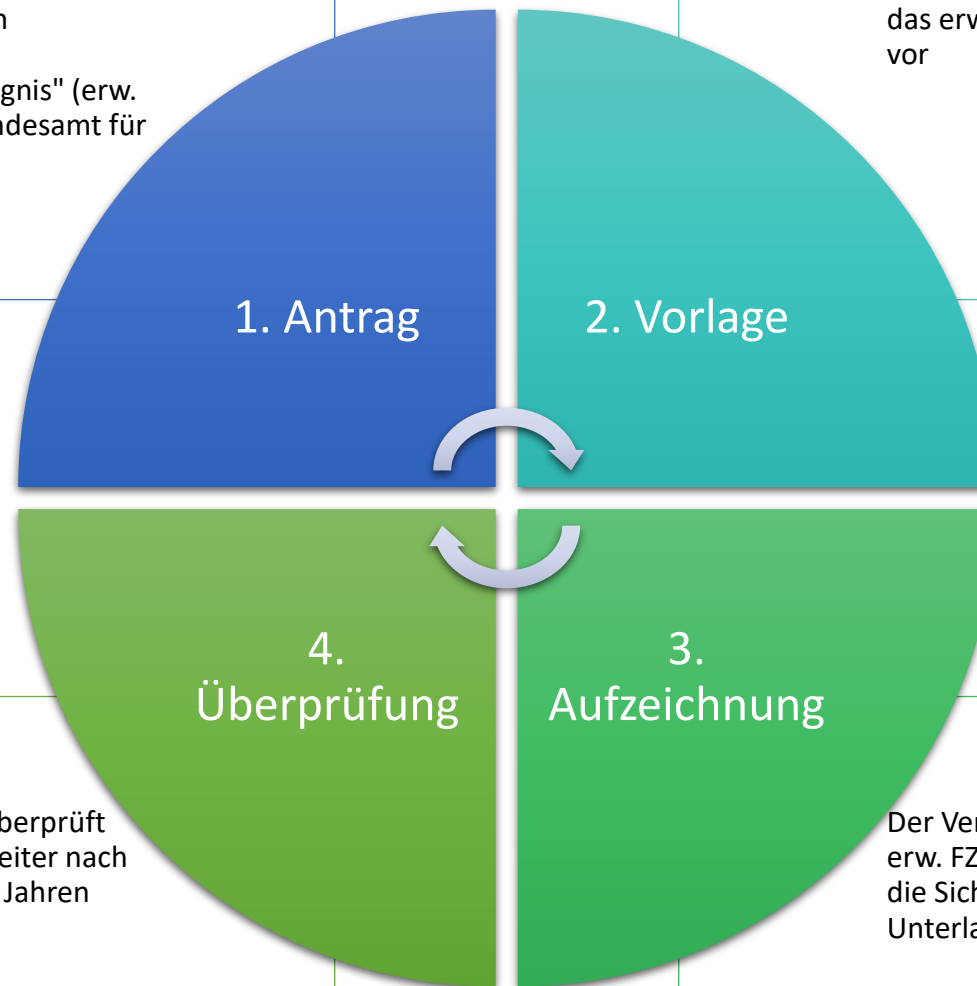 n
gnis" (erw.
ndesamt für
das erw
vor
1. Antrag
2. Vorlage
4.
Überprüfung
3.
Aufzeichnung
berprüft
eiter nach
Jahren
Der Ver
erw. FZ
die Sich
Unterla